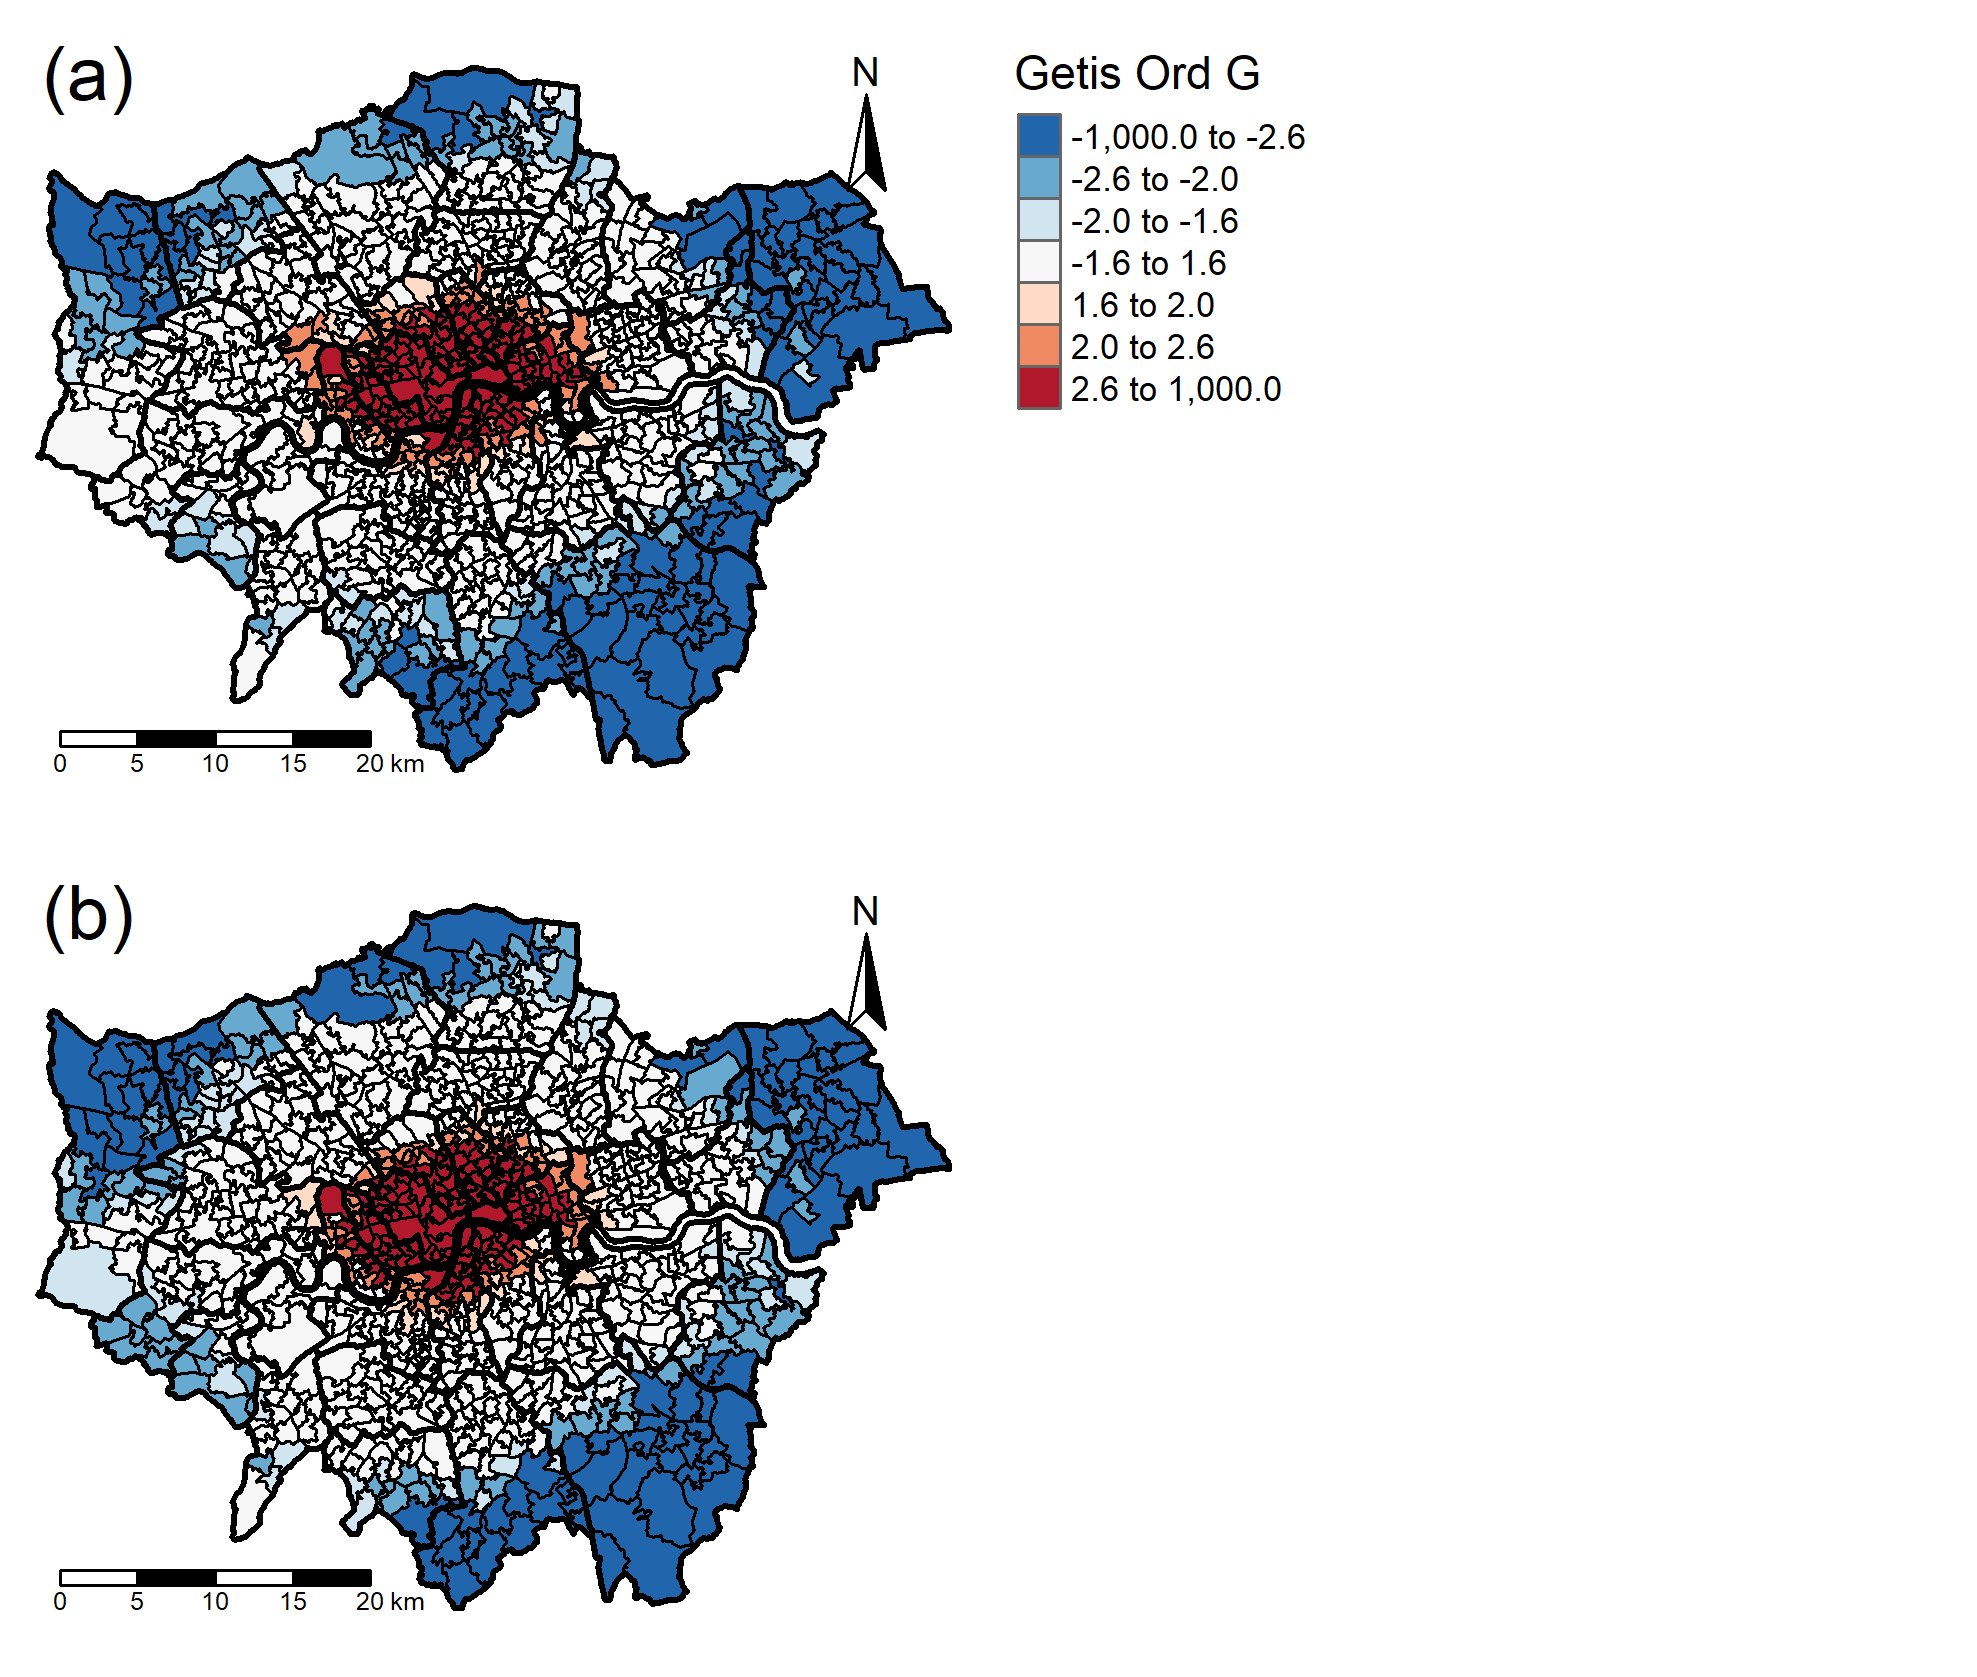 (a)
N
Getis Ord G
-1,000.0 to -2.6
-2.6 to -2.0
-2.0 to -1.6
-1.6 to 1.6
1.6 to 2.0
2.0 to 2.6
2.6 to 1,000.0
0 5 10 15 20 km
(b)
N
0 5 10 15 20 km